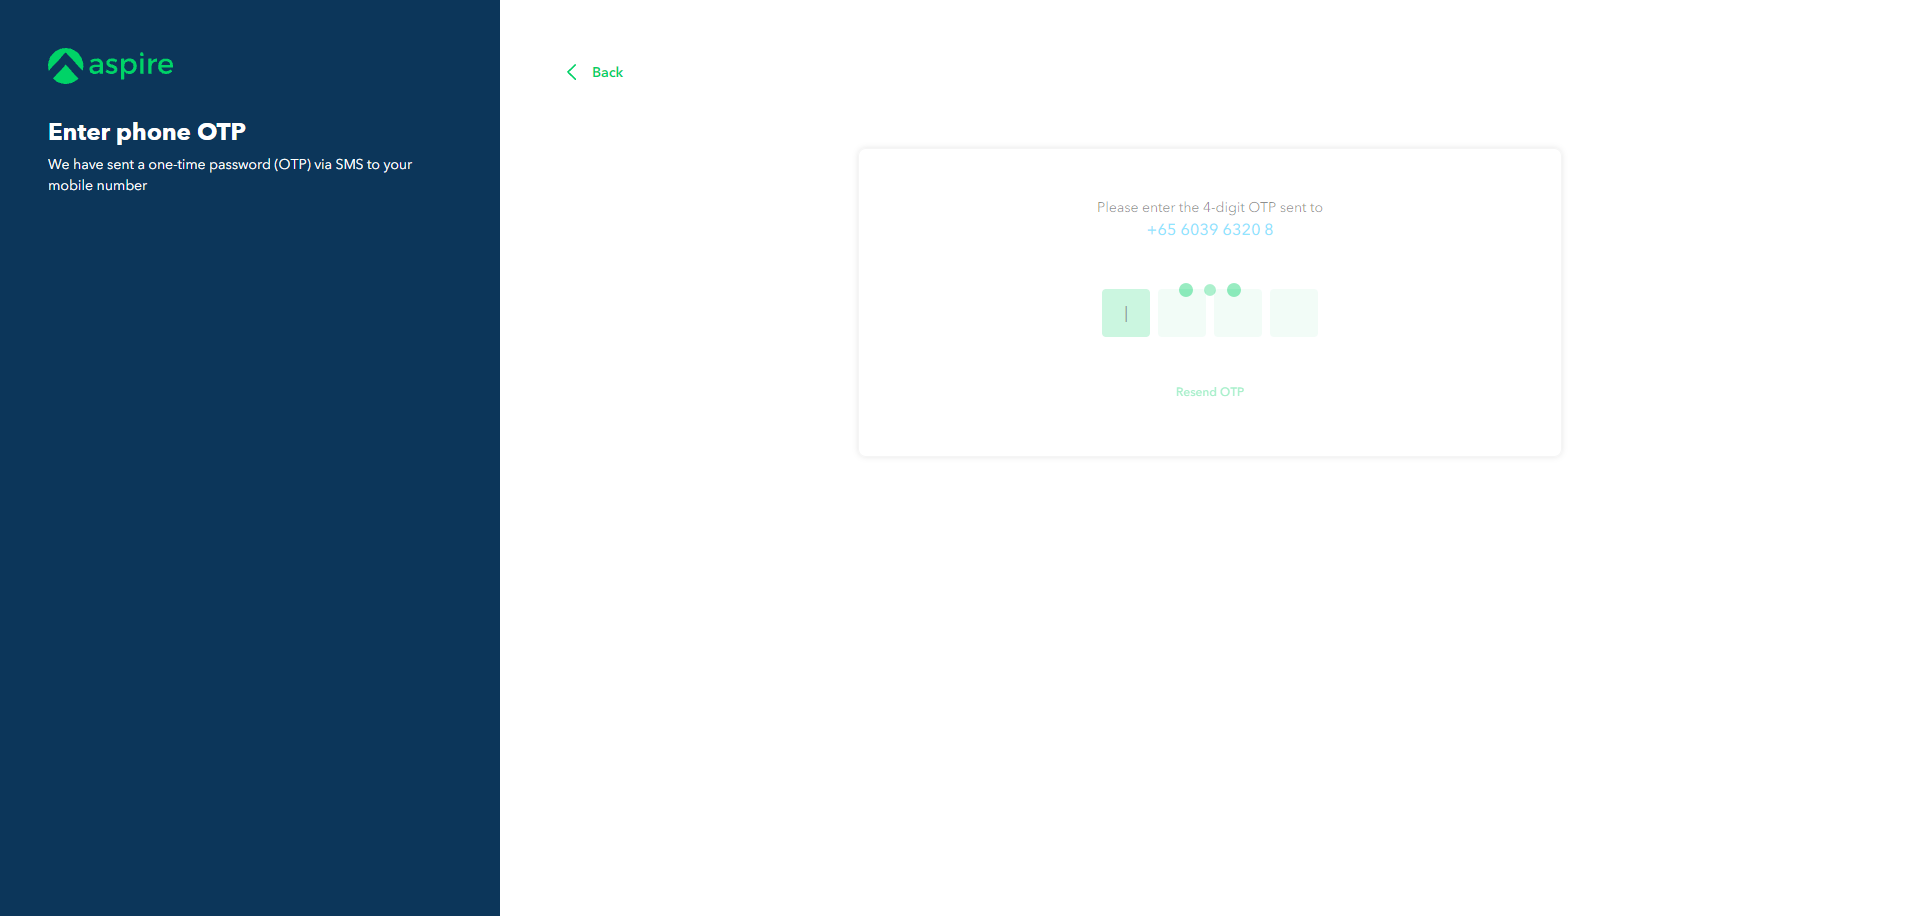 aspire
Enter phone OTP
We have sent a one-time password (OTP) via SMS to your
mobile number
Back
Please enter the 4-digit OTP sent to
+65 6039 6320 8
Resend OTP